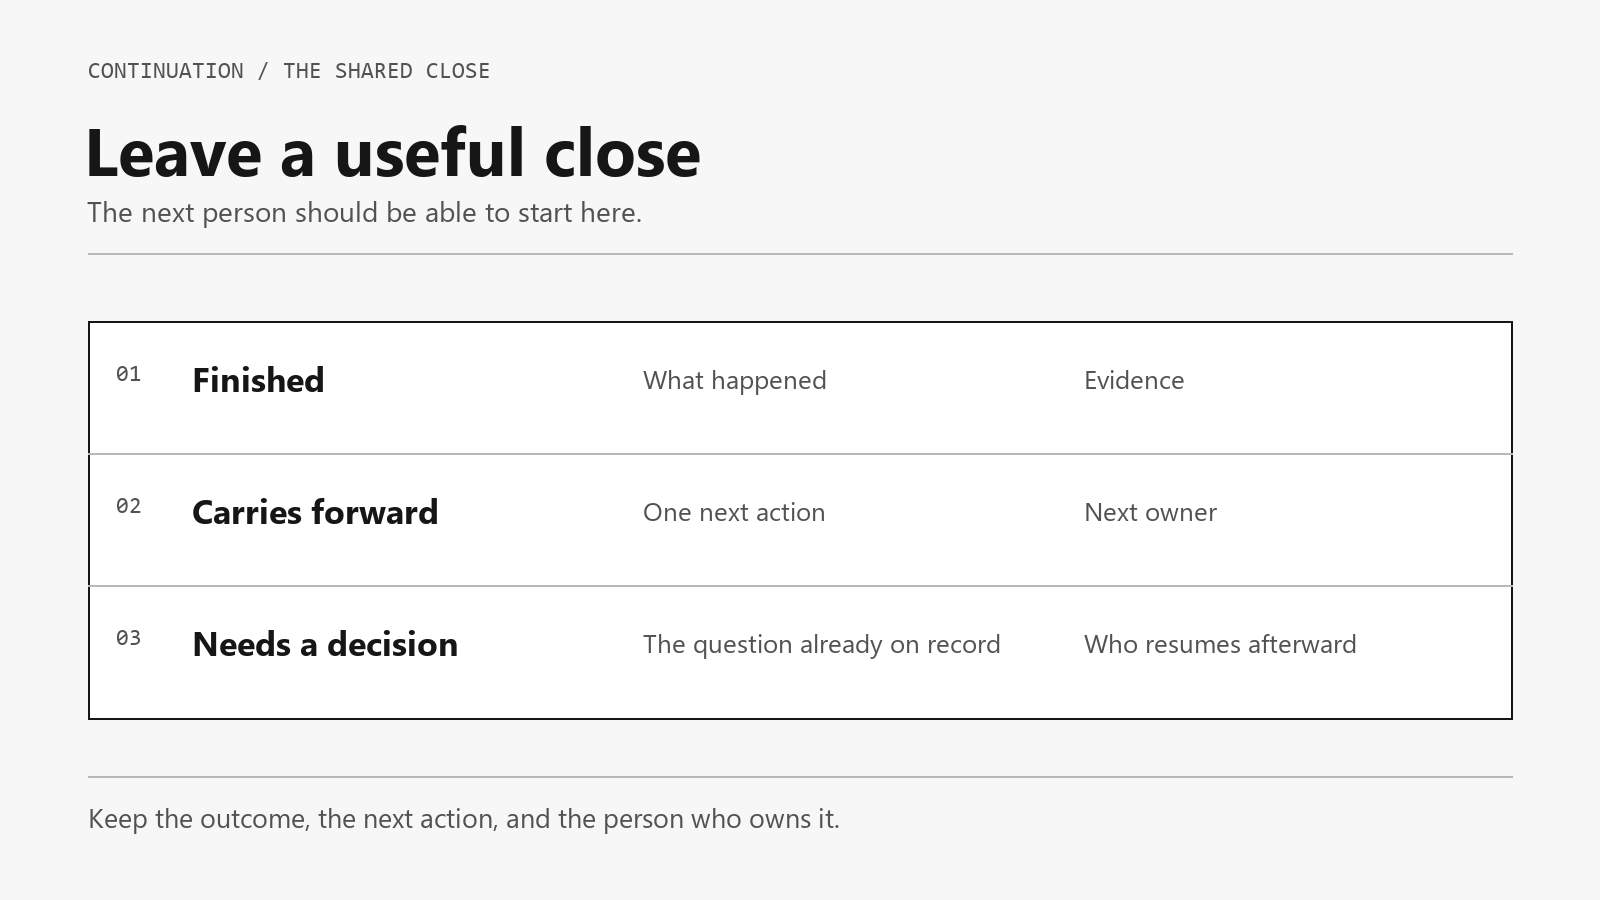 CONTINUATION / THE SHARED CLOSE
Leave a useful close
The next person should be able to start here.
01 Finished What happened Evidence
02 Carries forward One next action Next owner
03 Needs a decision The question already on record Who resumes afterward
Keep the outcome, the next action, and the person who owns it.